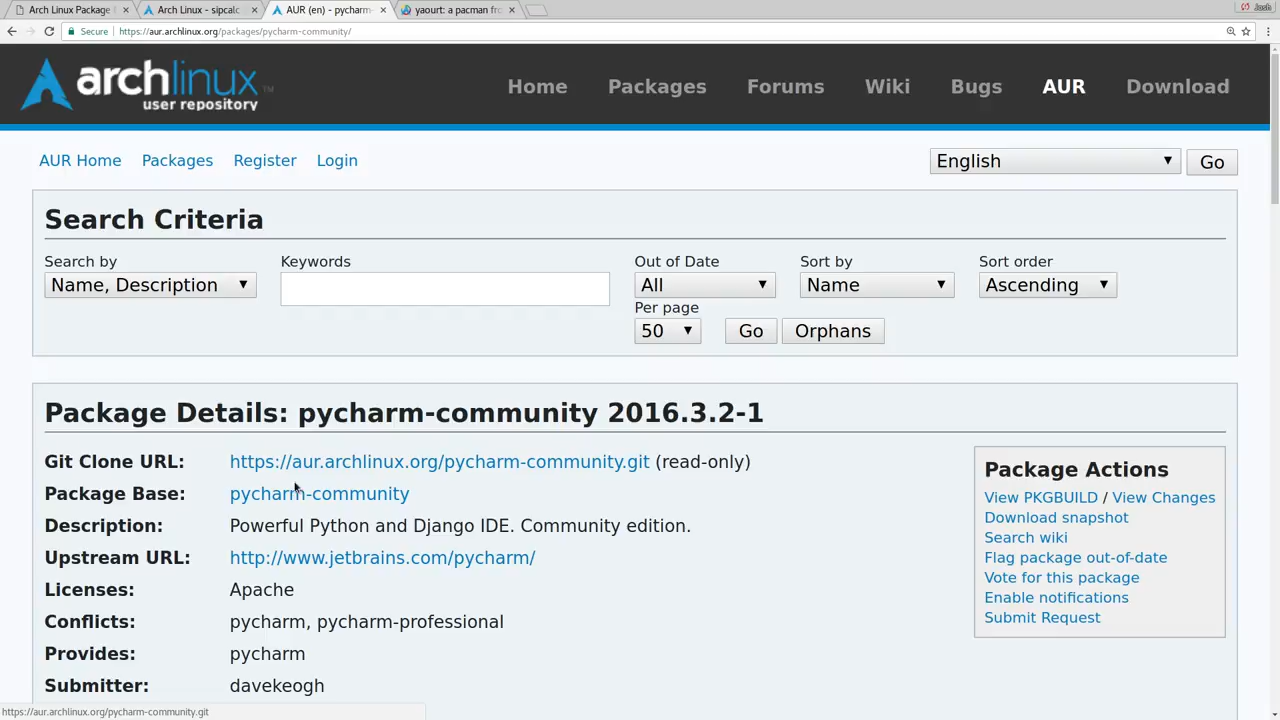 Arch Linux Package
Arch Linux - sipcalc
AUR (en) - pycharm-
yaourt: a pacman fro
Secure
https://aur.archlinux.org/packages/pycharm-community/
archlinux TM
user repository
Home
Packages
Forums
Wiki
Bugs
AUR
Download
AUR Home
Packages
Register
Login
English
Go
Search Criteria
Search by
Keywords
Out of Date
Sort by
Sort order
Name, Description
All
Name
Ascending
Per page
50
Go
Orphans
Package Details: pycharm-community 2016.3.2-1
Git Clone URL: https://aur.archlinux.org/pycharm-community.git (read-only)
Package Base: pycharm-community
Description: Powerful Python and Django IDE. Community edition.
Upstream URL: http://www.jetbrains.com/pycharm/
Licenses: Apache
Conflicts: pycharm, pycharm-professional
Provides: pycharm
Submitter: davekeogh
Package Actions
View PKGBUILD / View Changes
Download snapshot
Search wiki
Flag package out-of-date
Vote for this package
Enable notifications
Submit Request
https://aur.archlinux.org/pycharm-community.git